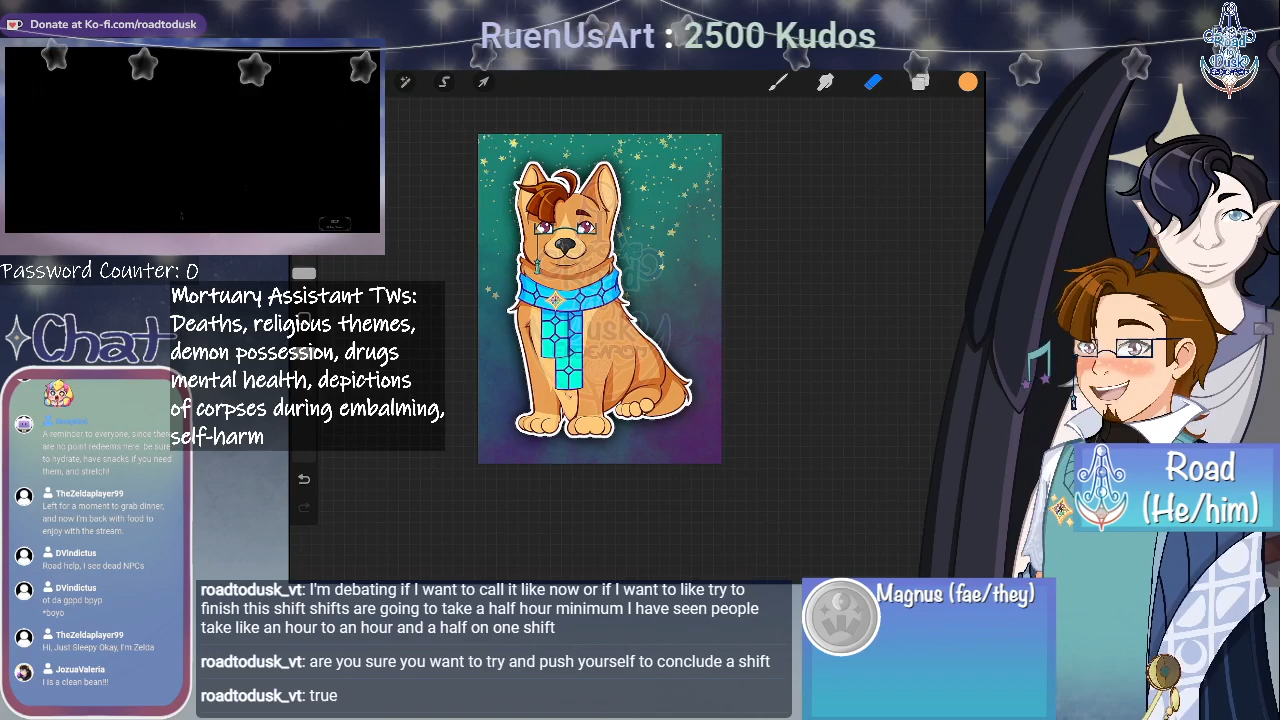 Donate at Ko-fi.com/roadtodusk
RuenUsArt : 2500 Kudos
Road
Dusk
Password Counter: 0
Mortuary Assistant TWs:
Deaths, religious themes,
demon possession, drugs
mental health, depictions
of corpses during embalming,
self-harm
Chat
A reminder to everyone, since there
are no point redeems here, be sure
to hydrate, have snacks if you need
them, and stretch!
TheZeldaplayer99
Left for a moment to grab dinner,
and now I'm back with food to
enjoy with the stream.
DVindictus
Road help, I see dead NPCs
DVindictus
ot da gppd bpyp
*boyo
TheZeldaplayer99
Hi, Just Sleepy Okay, I'm Zelda
JozuaValeria
I is a clean bean!!!
roadtodusk_vt: I'm debating if I want to call it like now or if I want to like try to
finish this shift shifts are going to take a half hour minimum I have seen people
take like an hour to an hour and a half on one shift
roadtodusk_vt: are you sure you want to try and push yourself to conclude a shift
roadtodusk_vt: true
Magnus (fae/they)
Road
(He/him)